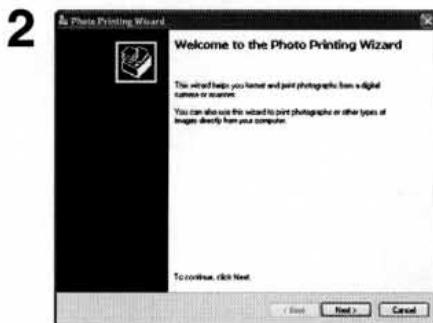 2
Photo Printing Wizard
Welcome to the Photo Printing Wizard
This wizard helps you format and print photographs from a digital
camera or scanner.
You can also use this wizard to print photographs or other types of
images directly from your computer.
To continue, click Next.
< Back Next > Cancel